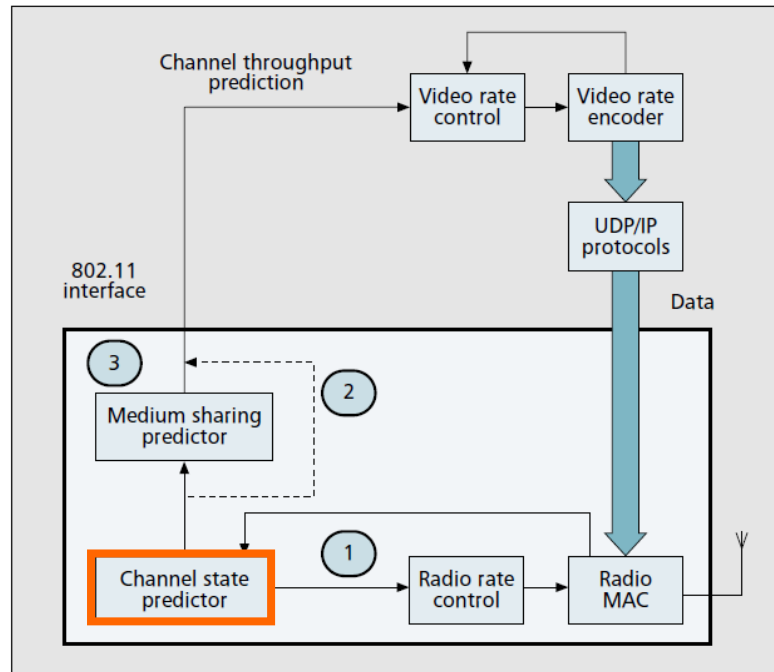 Channel throughput
prediction
Video rate
control
Video rate
encoder
UDP/IP
protocols
802.11
interface
Data
3
2
Medium sharing
predictor
1
Channel state
predictor
Radio rate
control
Radio
MAC